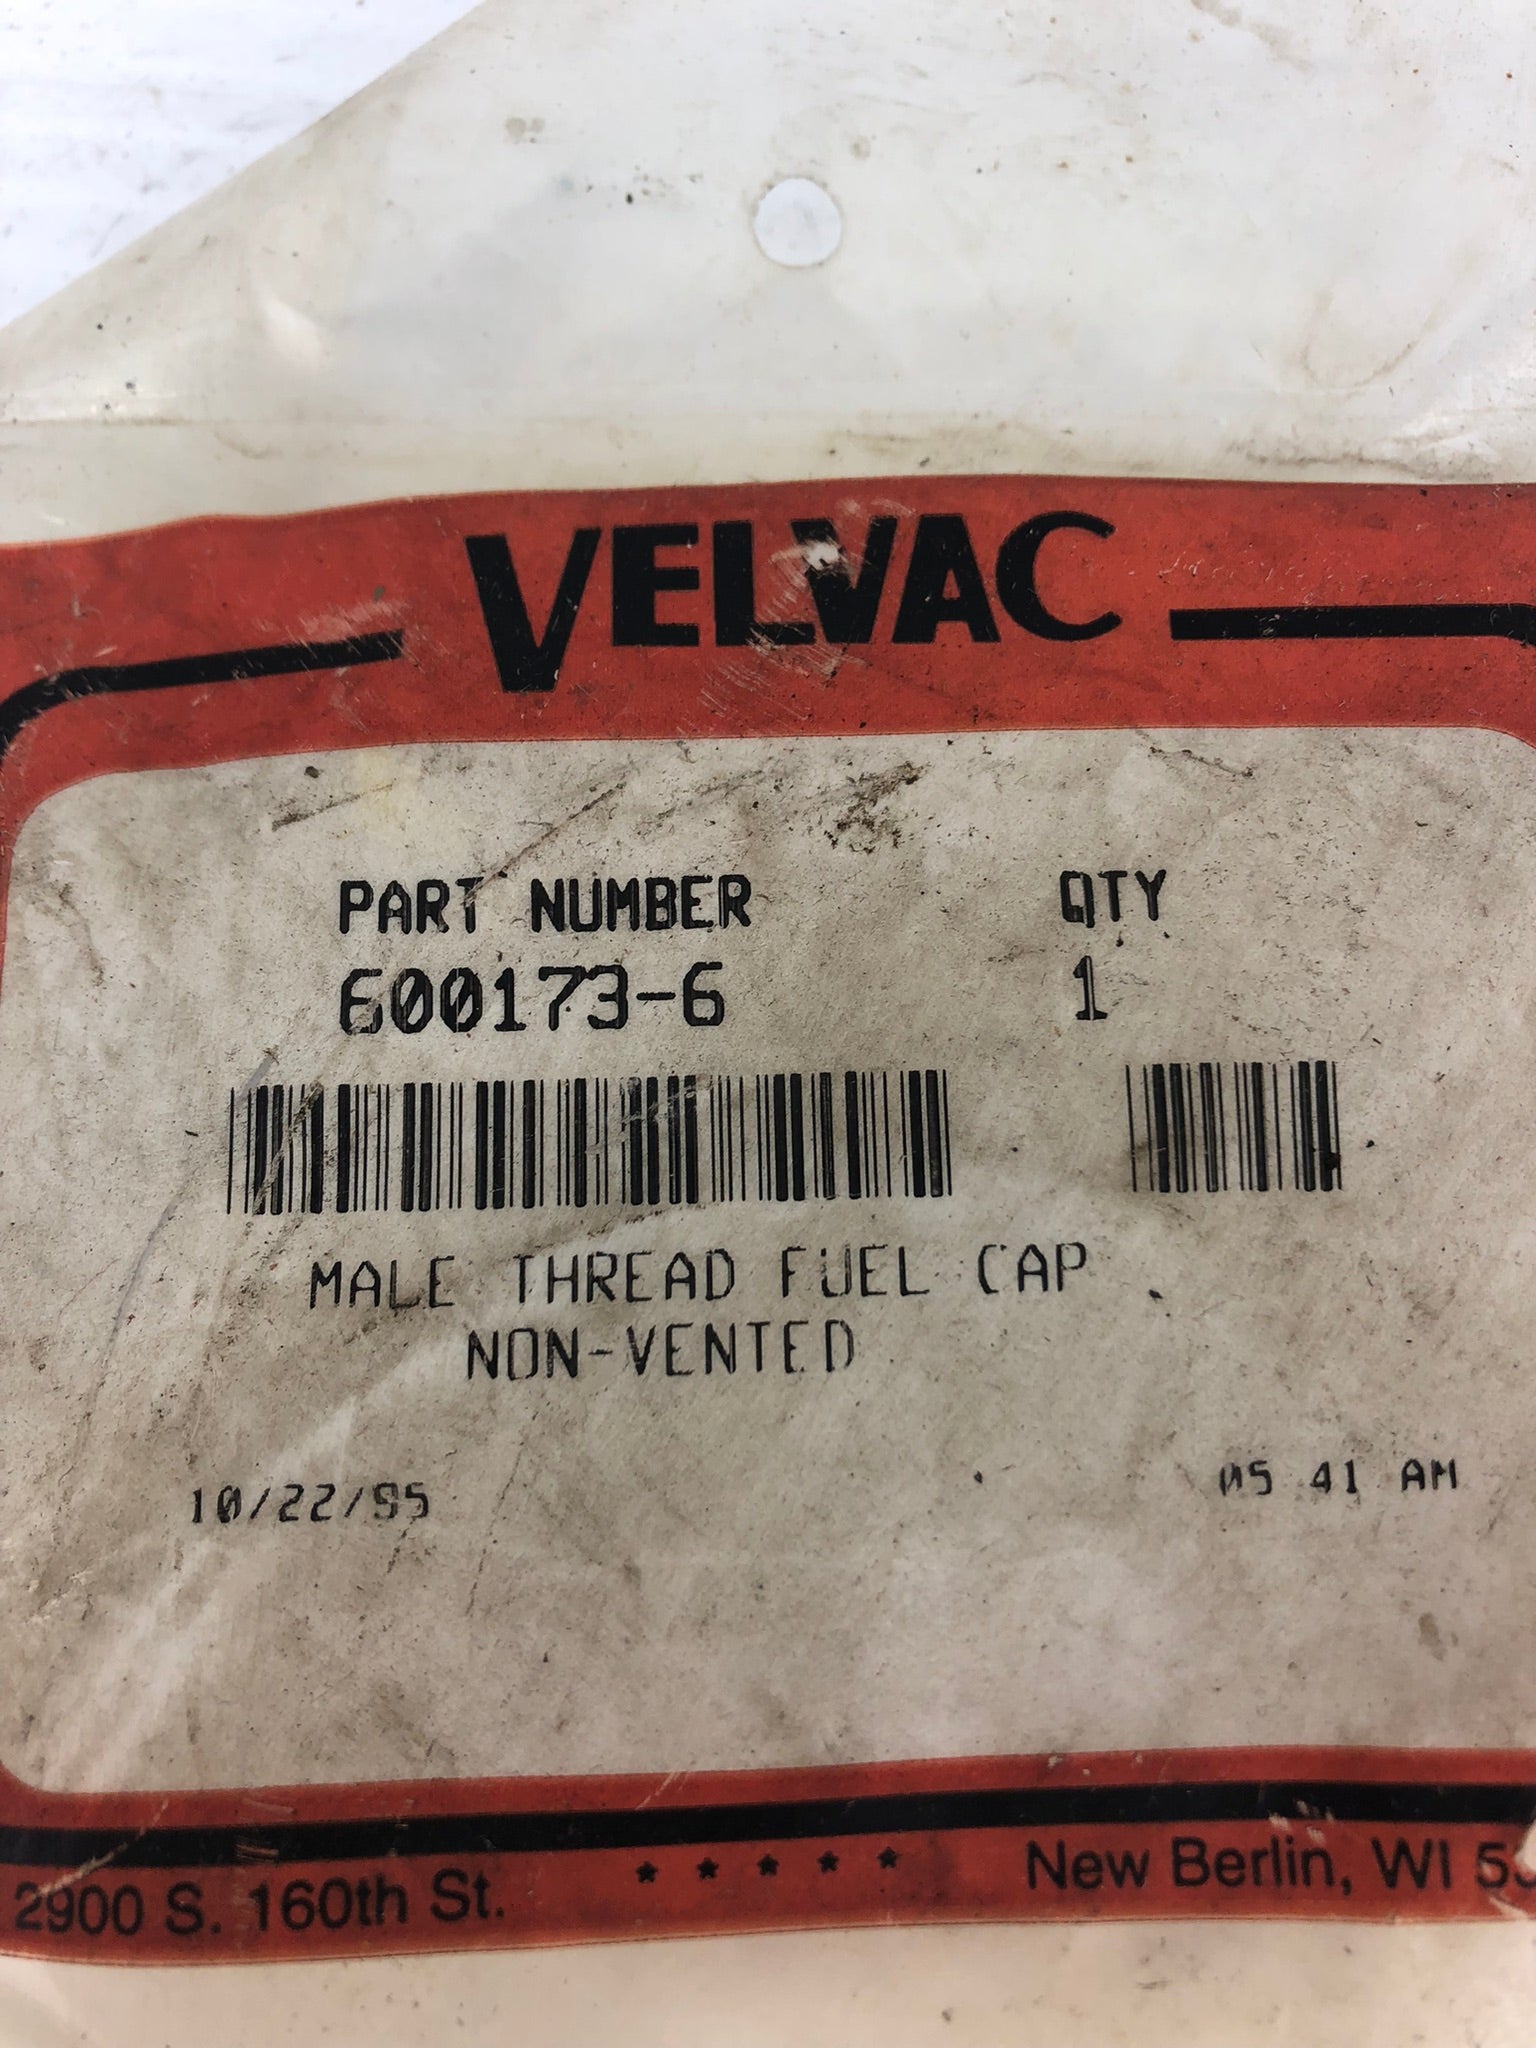 VELVAC
PART NUMBER QTY
600173-6 1
MALE THREAD FUEL CAP
NON-VENTED
10/22/95 05 41 AM
2900 S. 160th St. ★ ★ ★ ★ ★ New Berlin, WI